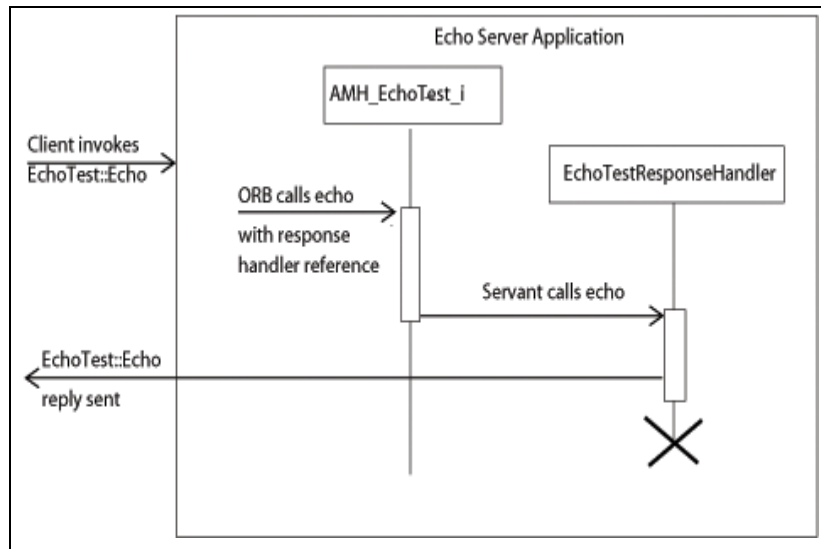 Echo Server Application
AMH_EchoTest_i
Client invokes
EchoTest::Echo
EchoTestResponseHandler
ORB calls echo
with response
handler reference
Servant calls echo
EchoTest::Echo
reply sent